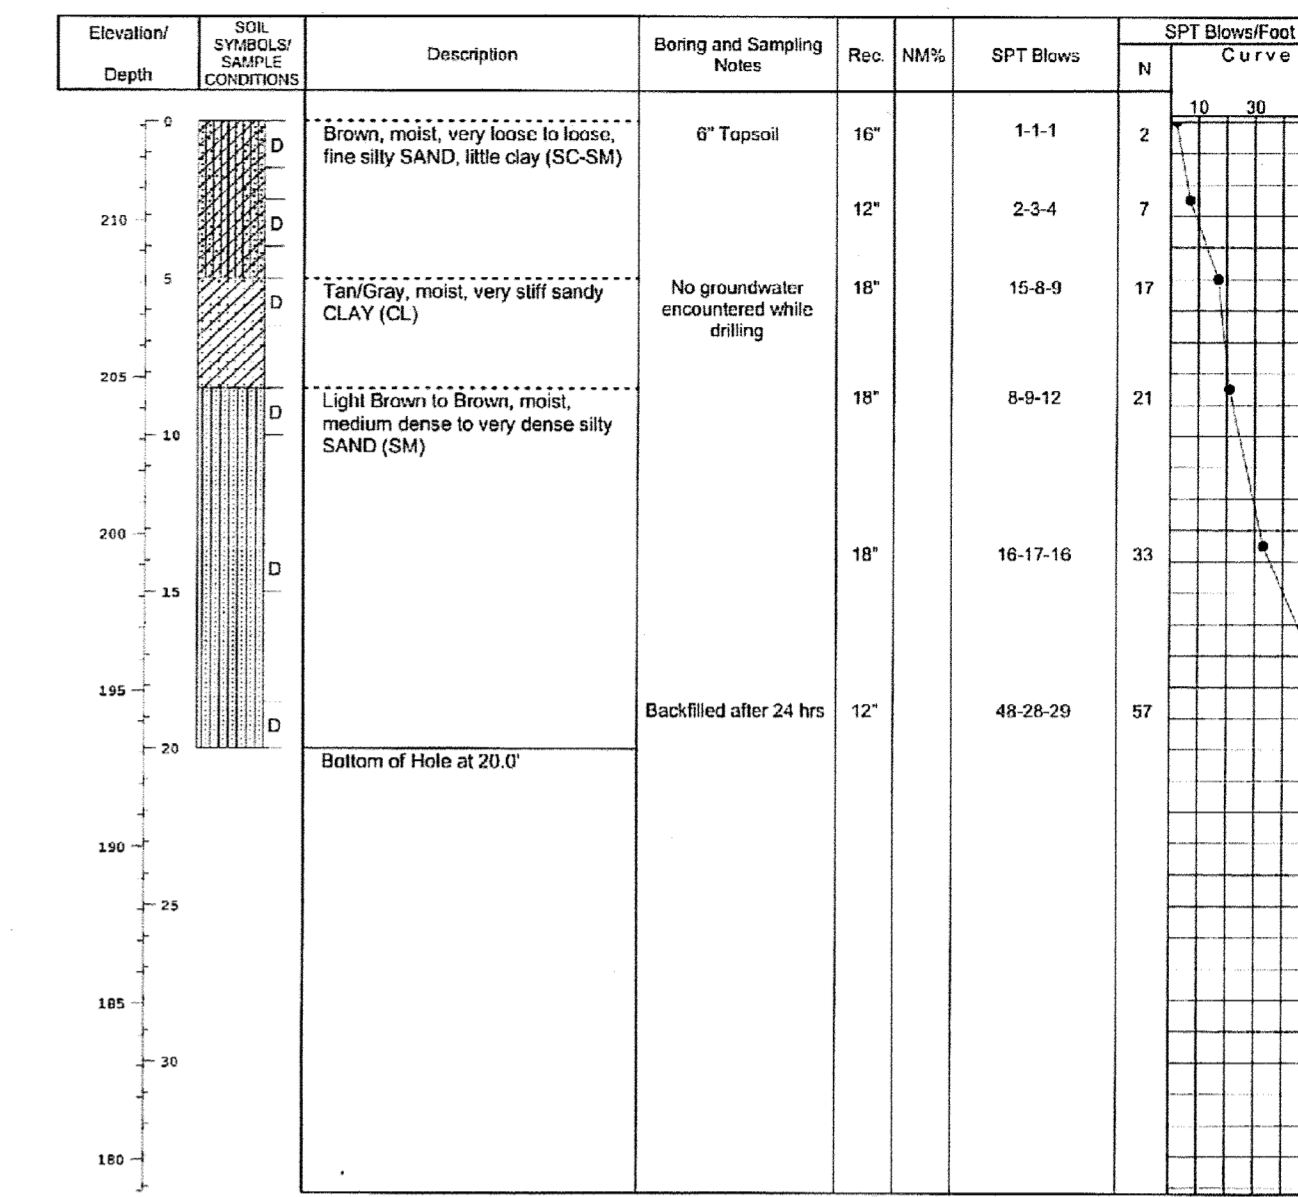 Elevation/
Depth
SOIL
SYMBOLS/
SAMPLE
CONDITIONS
Description
Boring and Sampling
Notes
Rec.
NM%
SPT Blows
SPT Blows/Foot
N
Curve
10 30
0
D
Brown, moist, very loose to loose,
fine silty SAND, little clay (SC-SM)
6" Topsoil
16"
1-1-1
2
210
D
12"
2-3-4
7
5
D
Tan/Gray, moist, very stiff sandy
CLAY (CL)
No groundwater
encountered while
drilling
18"
15-8-9
17
205
D
Light Brown to Brown, moist,
medium dense to very dense silty
SAND (SM)
18"
8-9-12
21
10
200
D
18"
16-17-16
33
15
195
D
Backfilled after 24 hrs
12"
48-28-29
57
20
Bottom of Hole at 20.0'
190
25
185
30
180